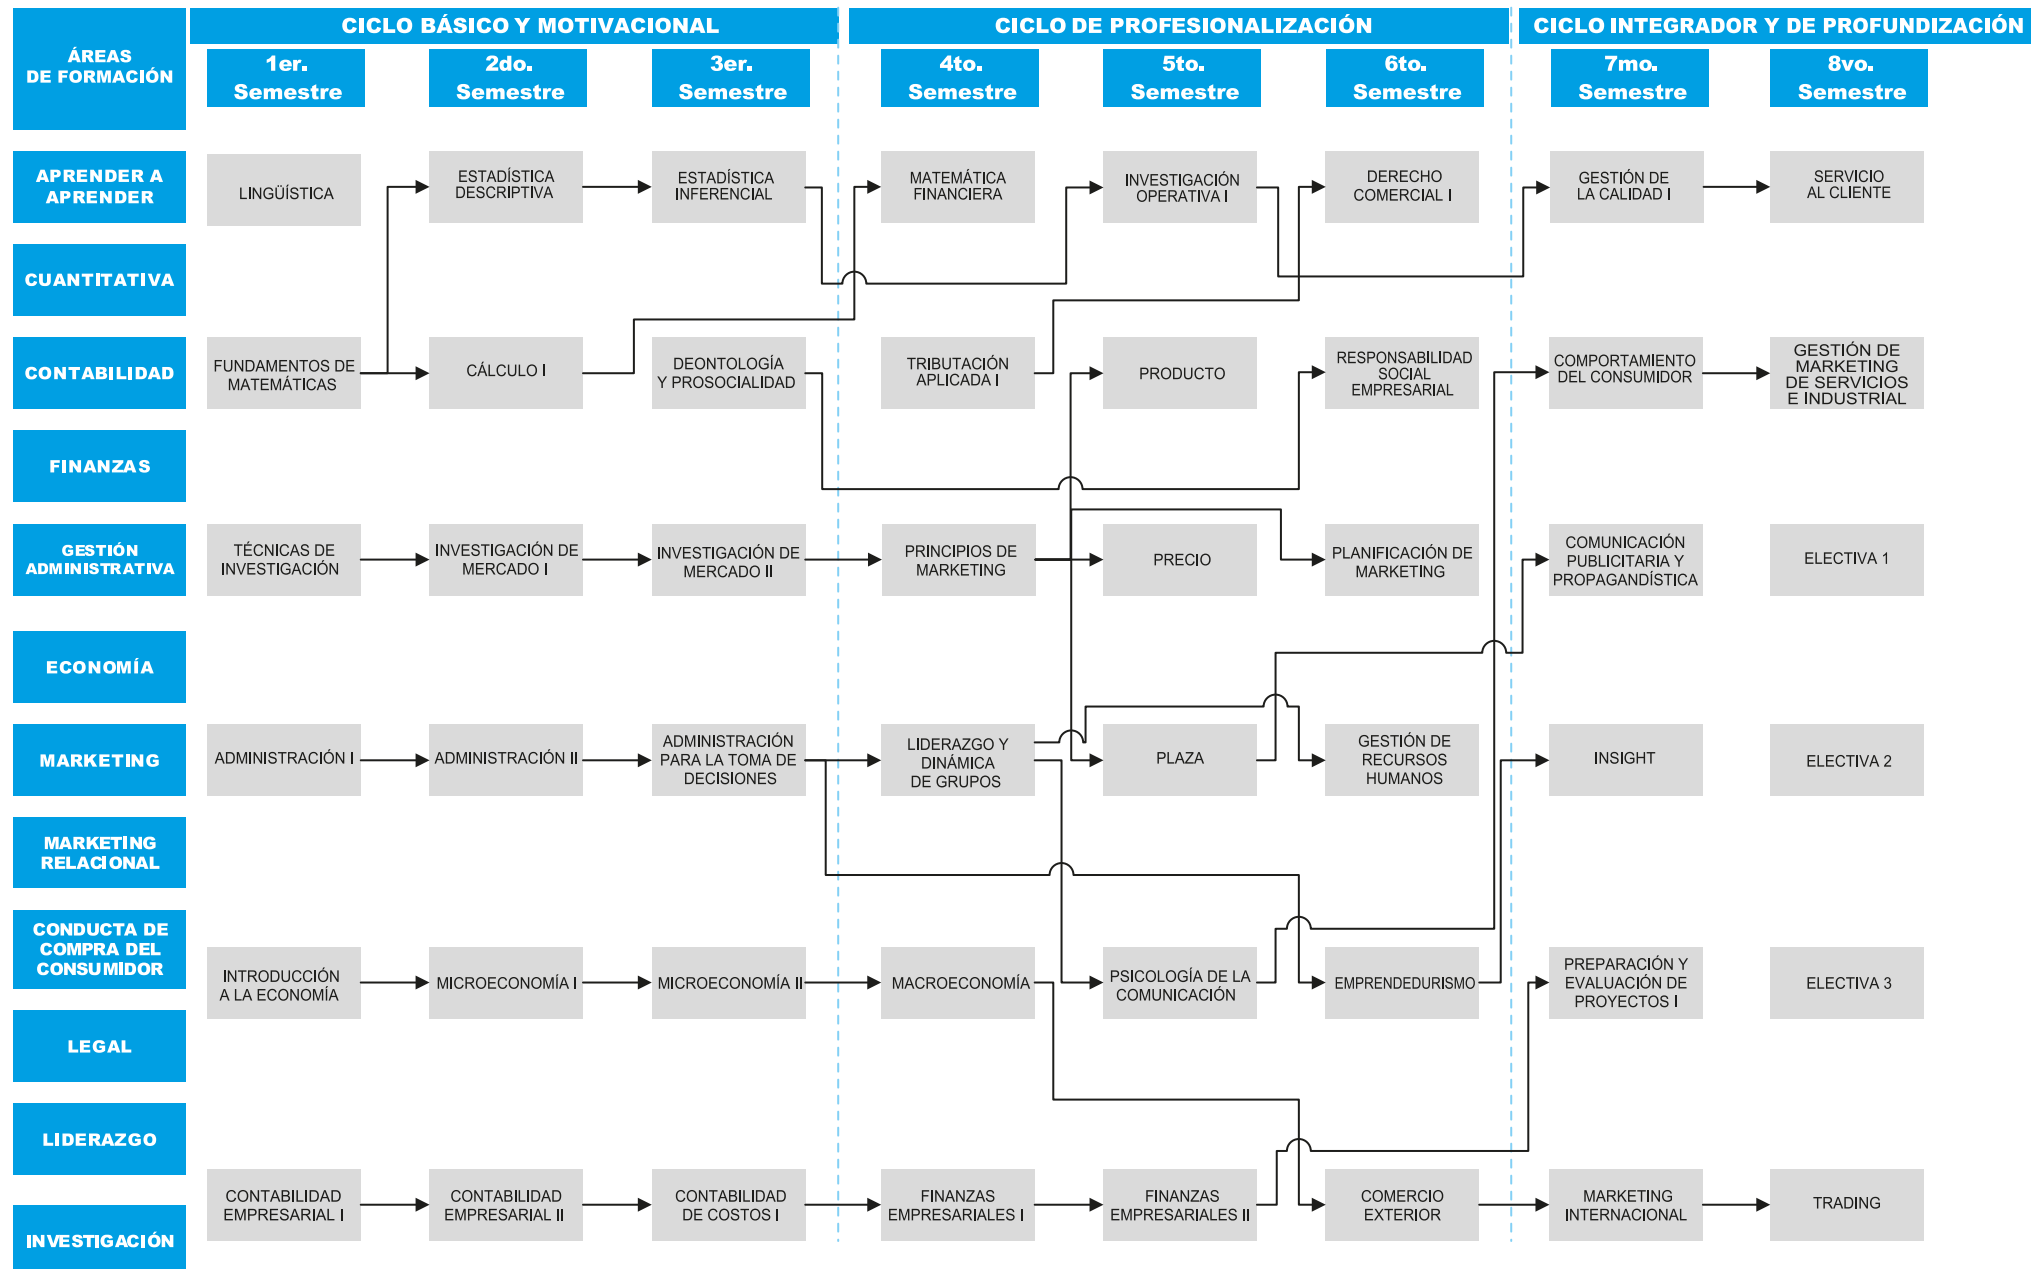 ÁREAS
DE FORMACIÓN
CICLO BÁSICO Y MOTIVACIONAL
CICLO DE PROFESIONALIZACIÓN
CICLO INTEGRADOR Y DE PROFUNDIZACIÓN
1er.
Semestre
2do.
Semestre
3er.
Semestre
4to.
Semestre
5to.
Semestre
6to.
Semestre
7mo.
Semestre
8vo.
Semestre
APRENDER A
APRENDER
LINGÜÍSTICA
ESTADÍSTICA
DESCRIPTIVA
ESTADÍSTICA
INFERENCIAL
MATEMÁTICA
FINANCIERA
INVESTIGACIÓN
OPERATIVA I
DERECHO
COMERCIAL I
GESTIÓN DE
LA CALIDAD I
SERVICIO
AL CLIENTE
CUANTITATIVA
CONTABILIDAD
FUNDAMENTOS DE
MATEMÁTICAS
CÁLCULO I
DEONTOLOGÍA
Y PROSOCIALIDAD
TRIBUTACIÓN
APLICADA I
PRODUCTO
RESPONSABILIDAD
SOCIAL
EMPRESARIAL
COMPORTAMIENTO
DEL CONSUMIDOR
GESTIÓN DE
MARKETING
DE SERVICIOS
E INDUSTRIAL
FINANZAS
GESTIÓN
ADMINISTRATIVA
TÉCNICAS DE
INVESTIGACIÓN
INVESTIGACIÓN DE
MERCADO I
INVESTIGACIÓN DE
MERCADO II
PRINCIPIOS DE
MARKETING
PRECIO
PLANIFICACIÓN DE
MARKETING
COMUNICACIÓN
PUBLICITARIA Y
PROPAGANDÍSTICA
ELECTIVA 1
ECONOMÍA
MARKETING
ADMINISTRACIÓN I
ADMINISTRACIÓN II
ADMINISTRACIÓN
PARA LA TOMA DE
DECISIONES
LIDERAZGO Y
DINÁMICA
DE GRUPOS
PLAZA
GESTIÓN DE
RECURSOS
HUMANOS
INSIGHT
ELECTIVA 2
MARKETING
RELACIONAL
CONDUCTA DE
COMPRA DEL
CONSUMIDOR
INTRODUCCIÓN
A LA ECONOMÍA
MICROECONOMÍA I
MICROECONOMÍA II
MACROECONOMÍA
PSICOLOGÍA DE LA
COMUNICACIÓN
EMPRENDEDURISMO
PREPARACIÓN Y
EVALUACIÓN DE
PROYECTOS I
ELECTIVA 3
LEGAL
LIDERAZGO
INVESTIGACIÓN
CONTABILIDAD
EMPRESARIAL I
CONTABILIDAD
EMPRESARIAL II
CONTABILIDAD
DE COSTOS I
FINANZAS
EMPRESARIALES I
FINANZAS
EMPRESARIALES II
COMERCIO
EXTERIOR
MARKETING
INTERNACIONAL
TRADING